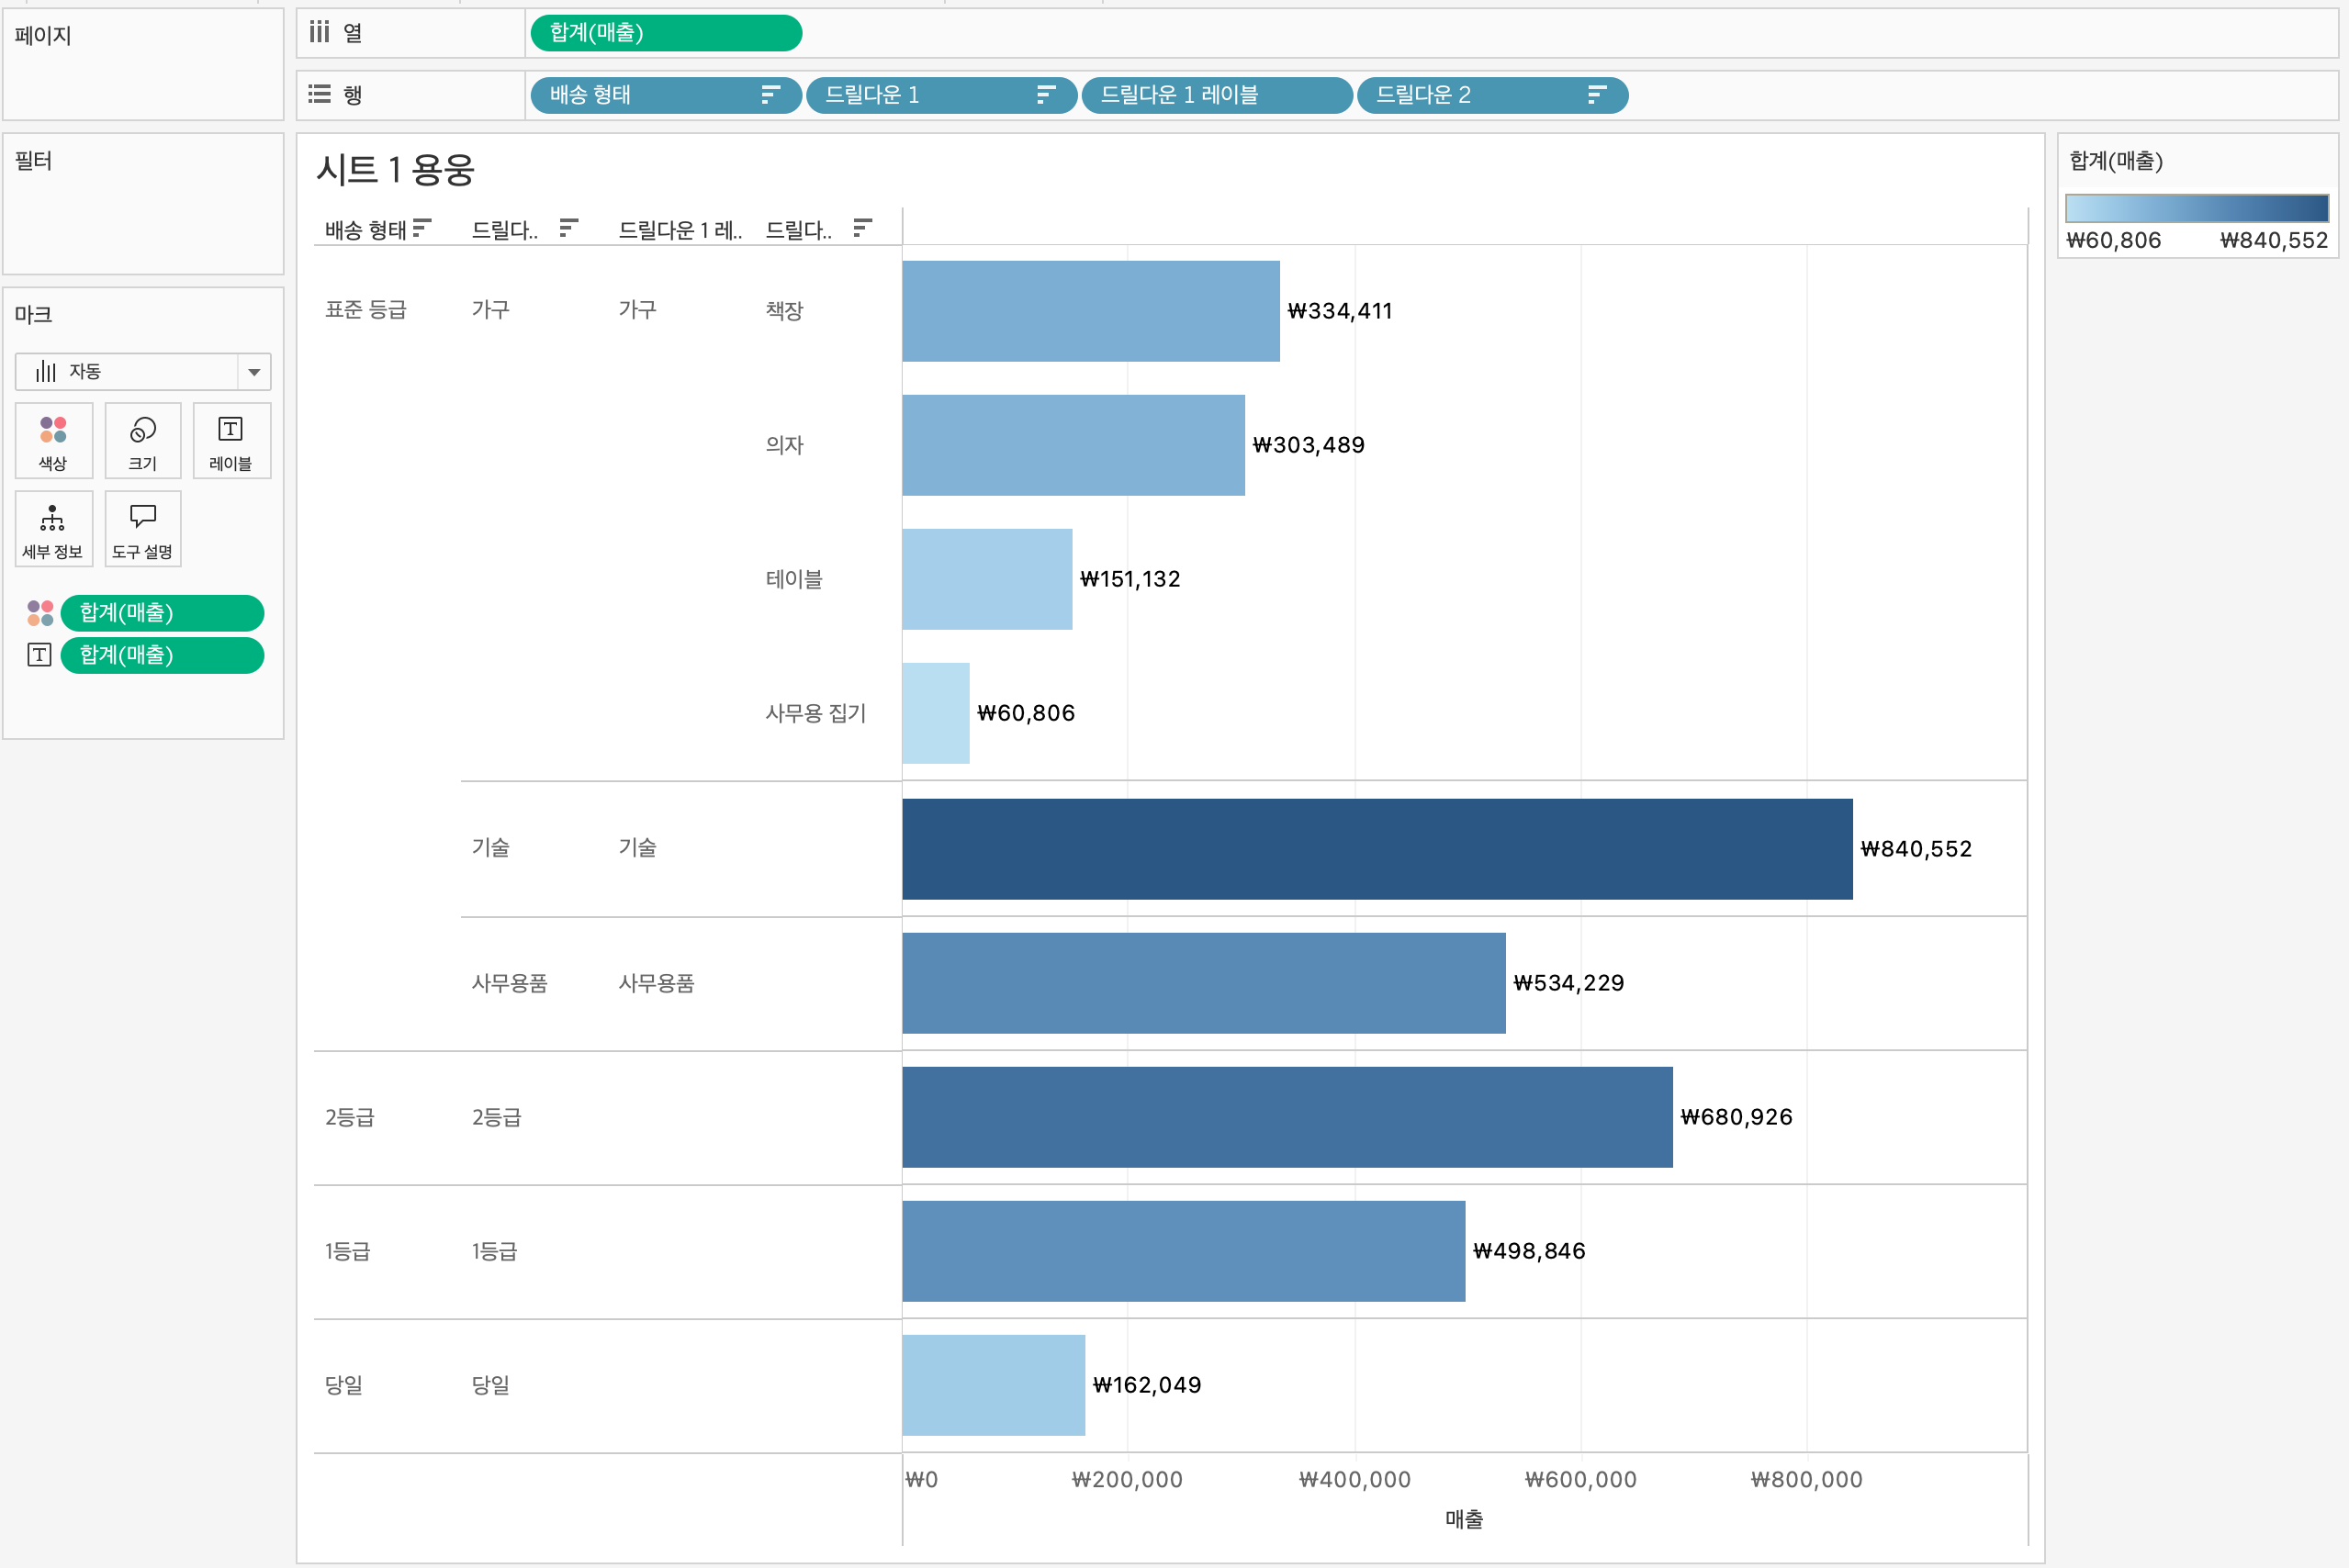 페이지
열
합계(매출)
행
배송 형태
드릴다운 1
드릴다운 1 레이블
드릴다운 2
필터
마크
자동
색상
크기
레이블
세부 정보
도구 설명
합계(매출)
합계(매출)
시트 1 용웅
배송 형태
드릴다..
드릴다운 1 레..
드릴다..
표준 등급
가구
가구
책장
₩334,411
의자
₩303,489
테이블
₩151,132
사무용 집기
₩60,806
기술
기술
₩840,552
사무용품
사무용품
₩534,229
2등급
2등급
₩680,926
1등급
1등급
₩498,846
당일
당일
₩162,049
₩0
₩200,000
₩400,000
₩600,000
₩800,000
매출
합계(매출)
₩60,806
₩840,552